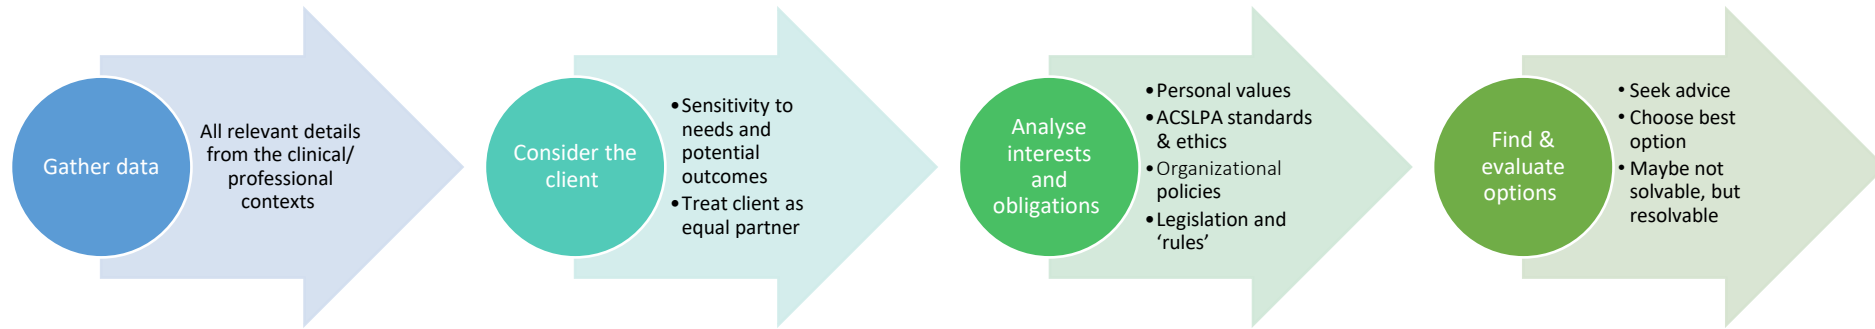 Gather data
All relevant details
from the clinical/
professional
contexts
Consider the
client
•Sensitivity to
needs and
potential
outcomes
•Treat client as
equal partner
Analyse
interests
and
obligations
•Personal values
•ACSLPA standards
& ethics
•Organizational
policies
•Legislation and
‘rules’
Find &
evaluate
options
• Seek advice
• Choose best
option
• Maybe not
solvable, but
resolvable